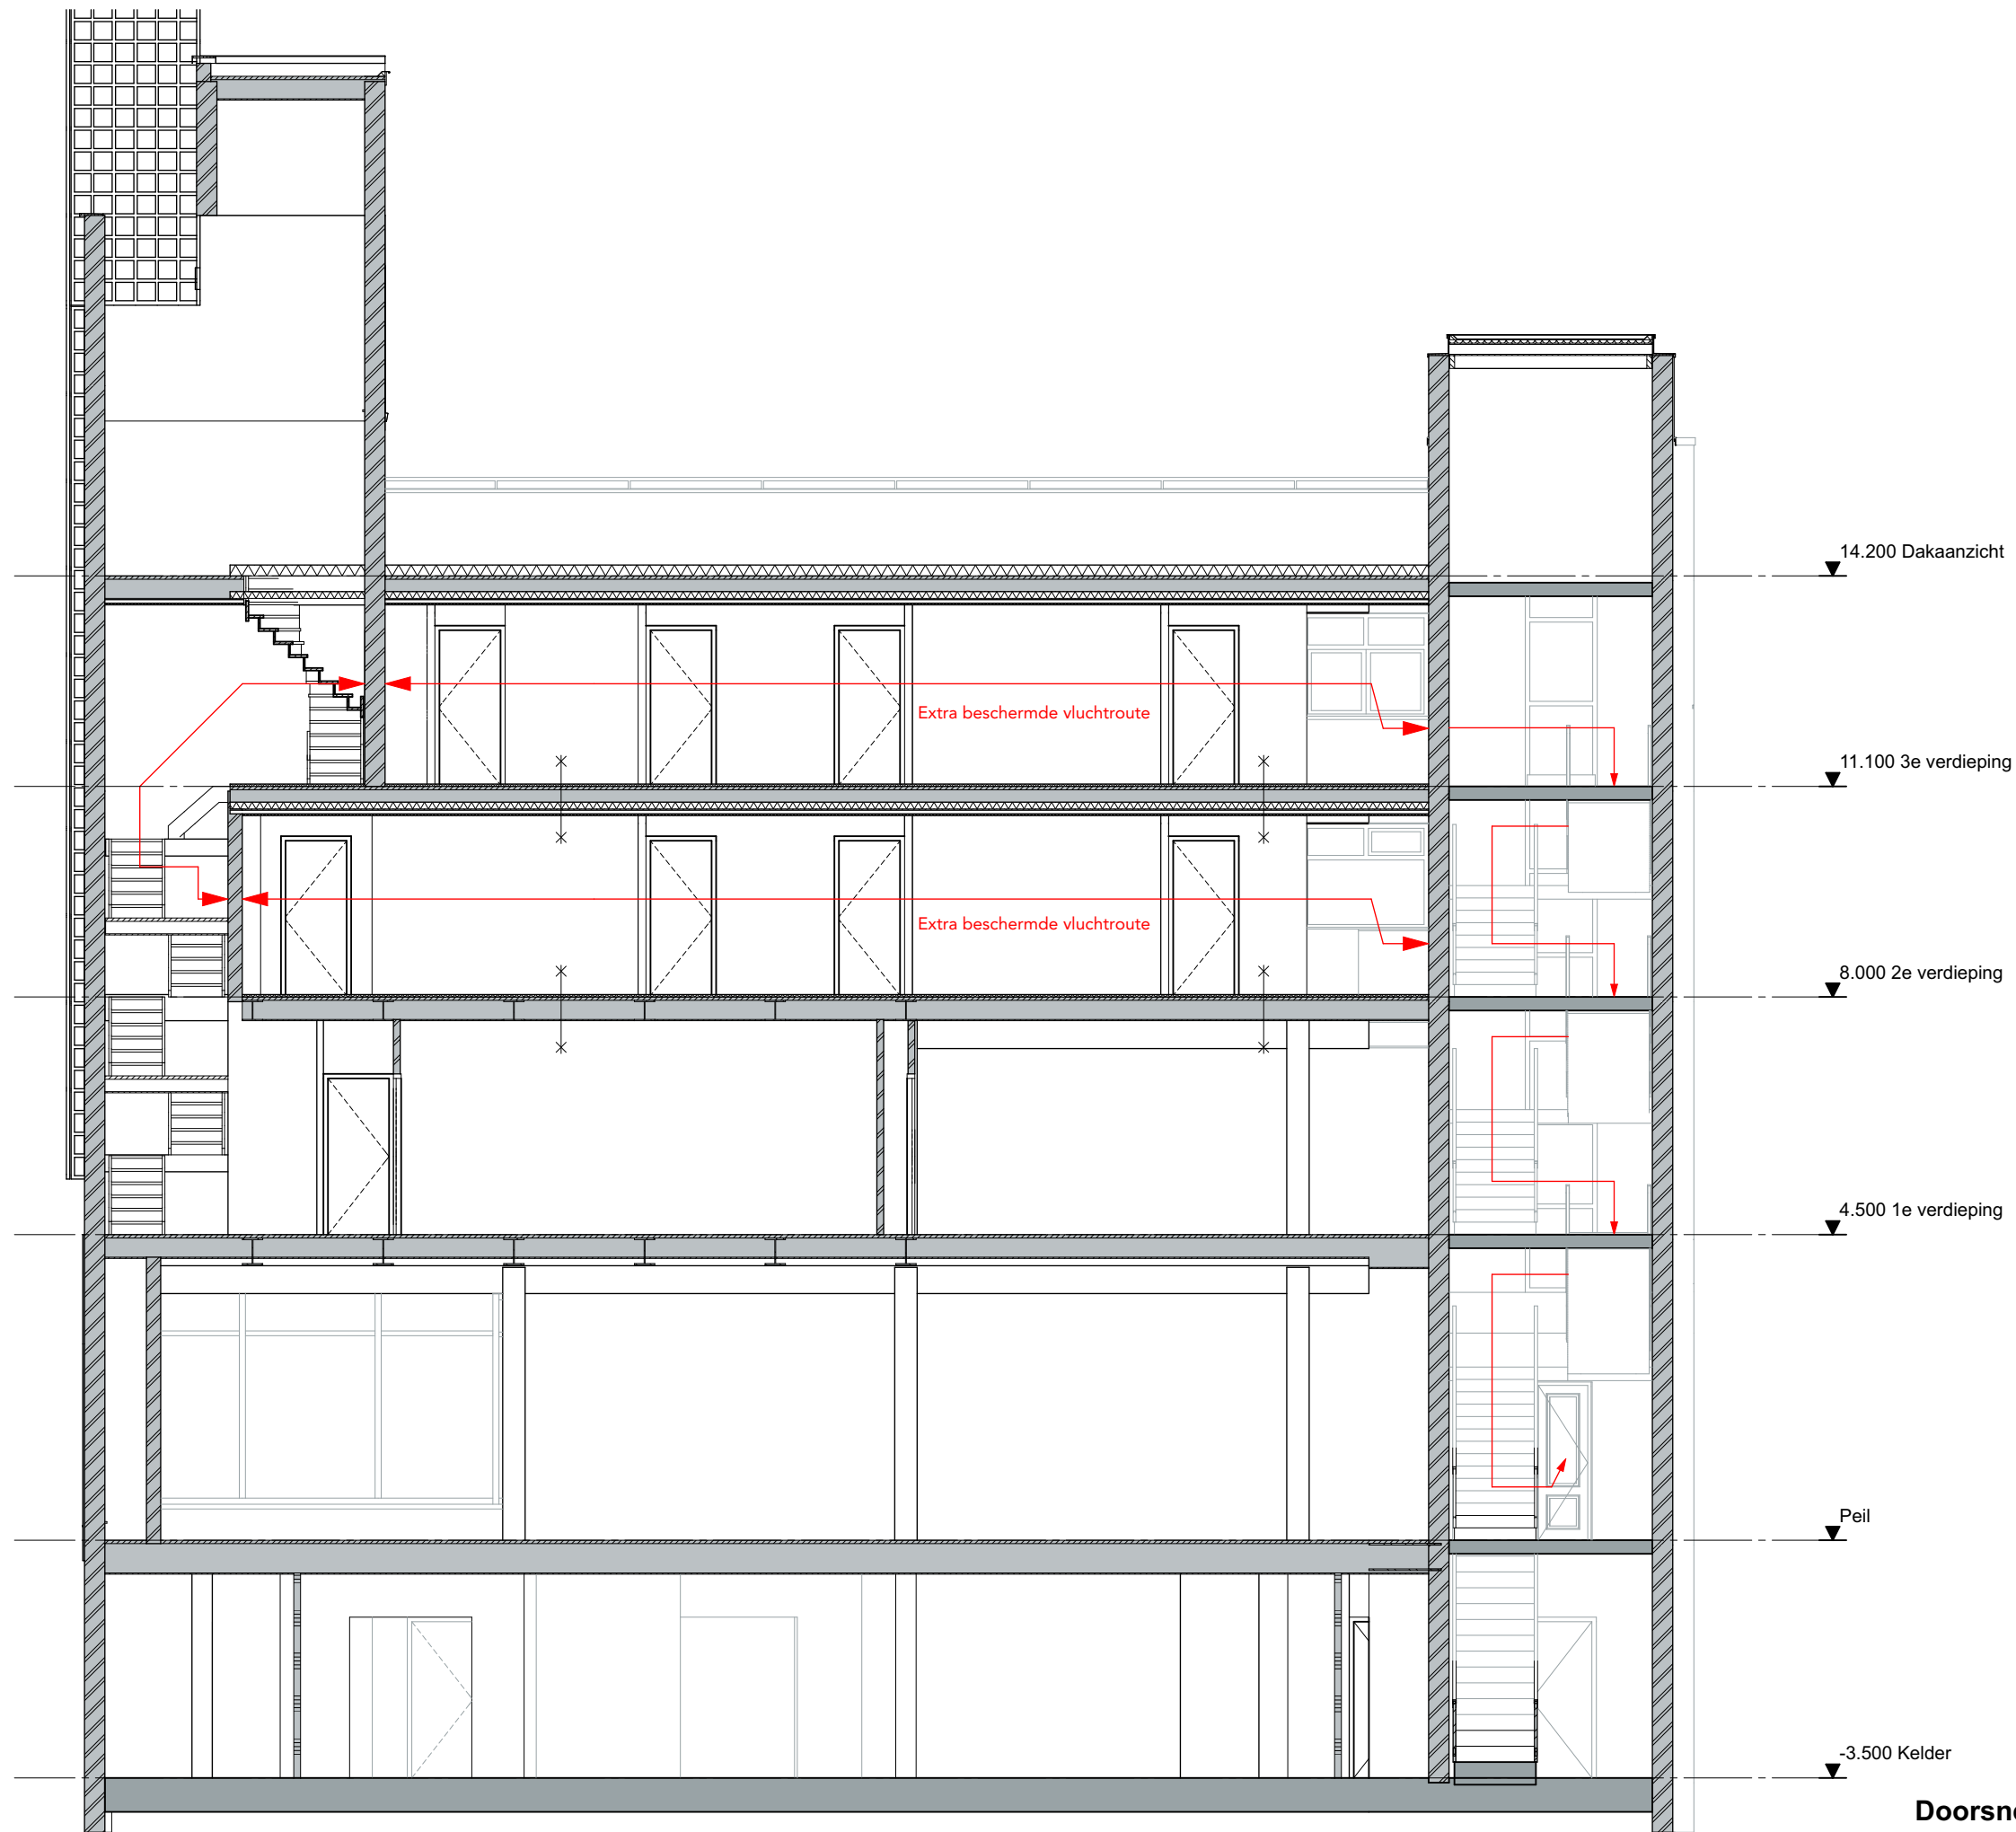 14.200 Dakaanzicht
Extra beschermde vluchtroute
11.100 3e verdieping
Extra beschermde vluchtroute
8.000 2e verdieping
4.500 1e verdieping
Peil
-3.500 Kelder